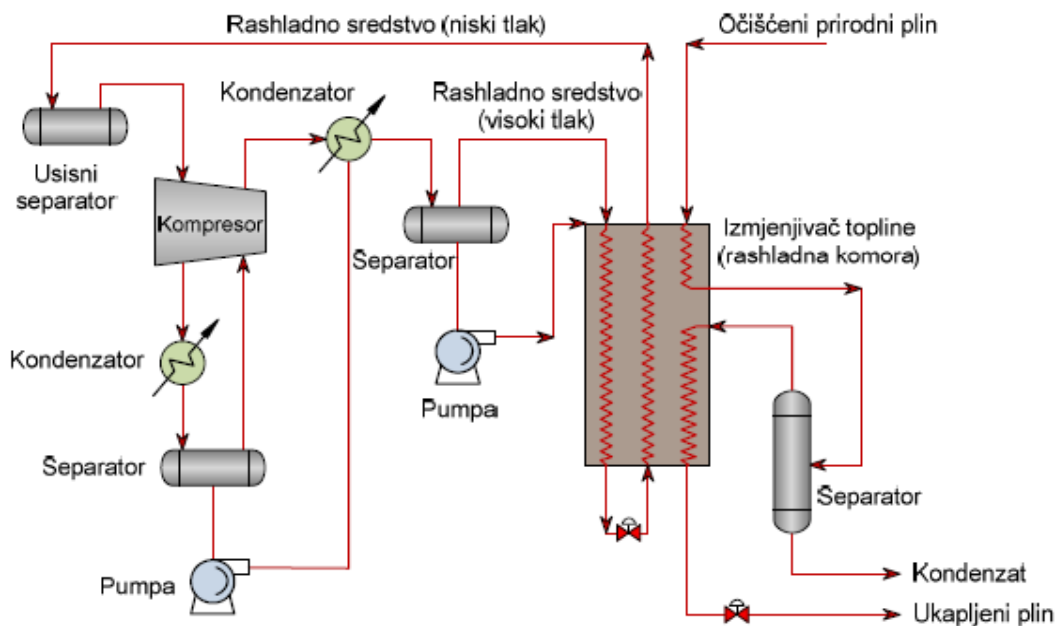 Rashladno sredstvo (niski tlak)
Očišćeni prirodni plin
Kondenzator
Rashladno sredstvo
(visoki tlak)
Usisni
separator
Kompresor
Separator
Izmjenjivač topline
(rashladna komora)
Kondenzator
Pumpa
Separator
Separator
Pumpa
Kondenzat
Ukapljeni plin